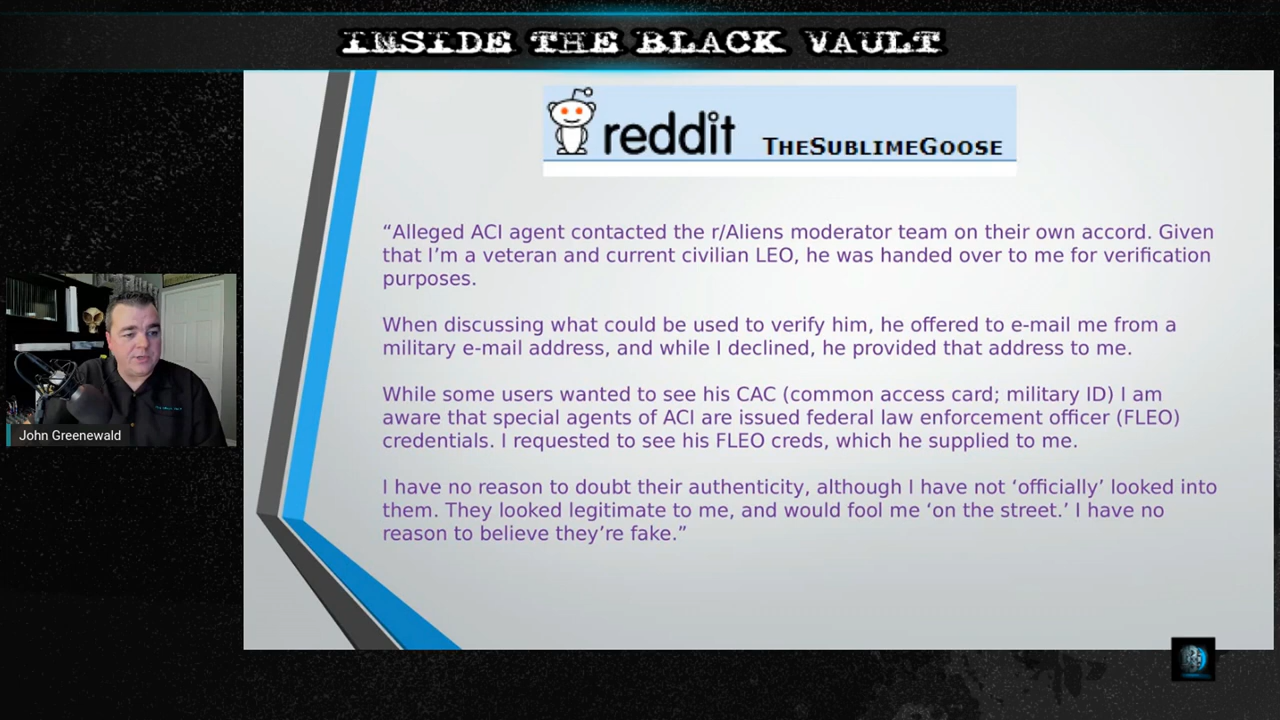 INSIDE THE BLACK VAULT
reddit THESUBLIMEGOOSE
“Alleged ACI agent contacted the r/Aliens moderator team on their own accord. Given
that I’m a veteran and current civilian LEO, he was handed over to me for verification
purposes.
When discussing what could be used to verify him, he offered to e-mail me from a
military e-mail address, and while I declined, he provided that address to me.
While some users wanted to see his CAC (common access card; military ID) I am
aware that special agents of ACI are issued federal law enforcement officer (FLEO)
credentials. I requested to see his FLEO creds, which he supplied to me.
I have no reason to doubt their authenticity, although I have not ‘officially’ looked into
them. They looked legitimate to me, and would fool me ‘on the street.’ I have no
reason to believe they’re fake.”
John Greenewald